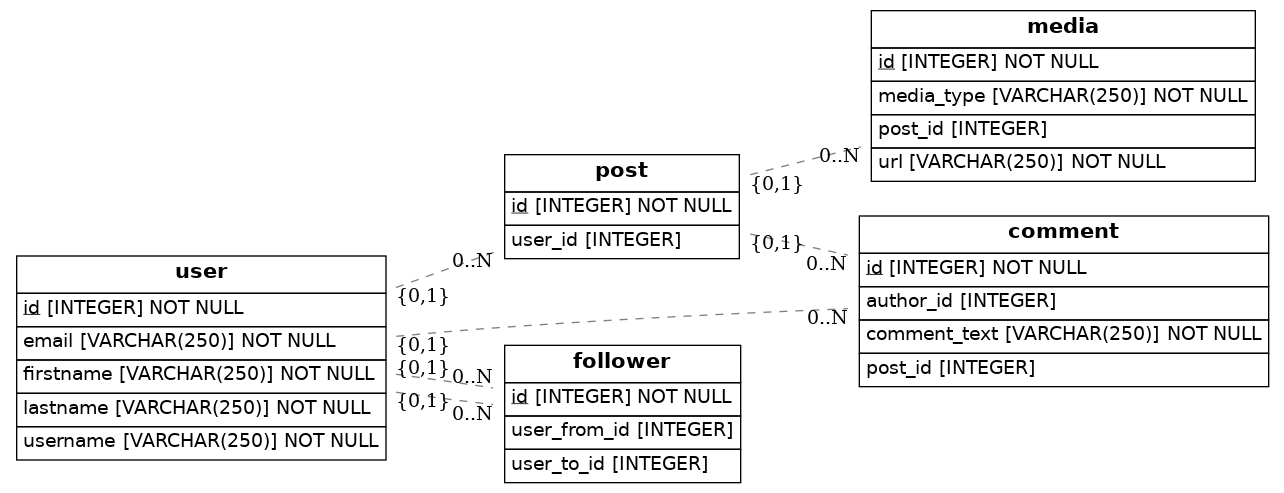 media
id [INTEGER] NOT NULL
media_type [VARCHAR(250)] NOT NULL
post_id [INTEGER]
url [VARCHAR(250)] NOT NULL
post
id [INTEGER] NOT NULL
user_id [INTEGER]
0..N
{0,1}
{0,1}
0..N
comment
id [INTEGER] NOT NULL
author_id [INTEGER]
comment_text [VARCHAR(250)] NOT NULL
post_id [INTEGER]
user
id [INTEGER] NOT NULL
email [VARCHAR(250)] NOT NULL
firstname [VARCHAR(250)] NOT NULL
lastname [VARCHAR(250)] NOT NULL
username [VARCHAR(250)] NOT NULL
0..N
{0,1}
0..N
{0,1}
{0,1}
0..N
{0,1}
0..N
follower
id [INTEGER] NOT NULL
user_from_id [INTEGER]
user_to_id [INTEGER]